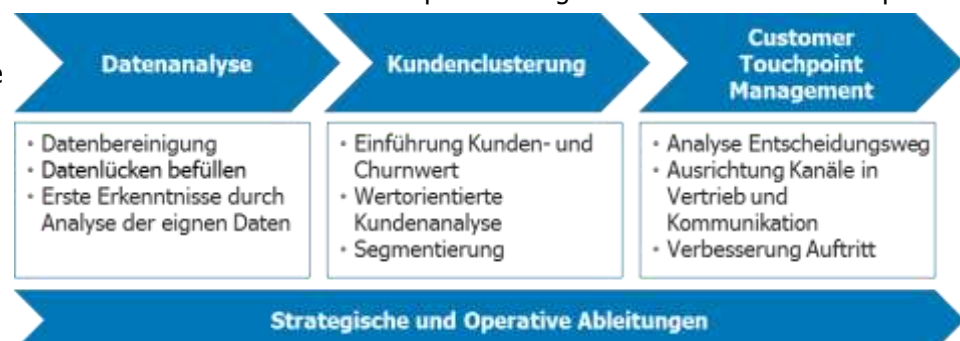 Datenanalyse
Kundenclusterung
Customer
Touchpoint
Management
• Datenbereinigung
• Datenlücken befüllen
• Erste Erkenntnisse durch
Analyse der eignen Daten
• Einführung Kunden- und
Churnwert
• Wertorientierte
Kundenanalyse
• Segmentierung
• Analyse Entscheidungsweg
• Ausrichtung Kanäle in
Vertrieb und
Kommunikation
• Verbesserung Auftritt
Strategische und Operative Ableitungen